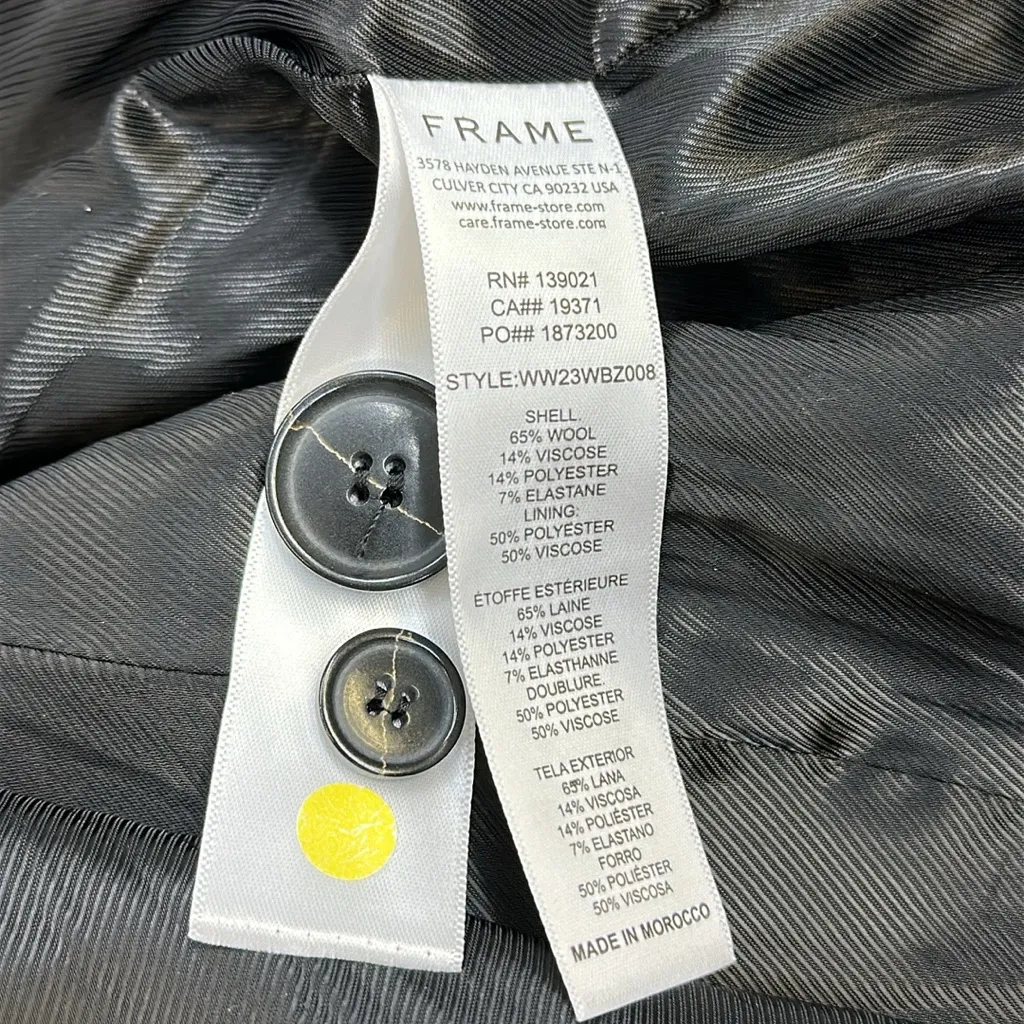 FRAME
3578 HAYDEN AVENUE STE N-1
CULVER CITY CA 90232 USA
www.frame-store.com
care.frame-store.com
RN# 139021
CA## 19371
PO## 1873200
STYLE:WW23WBZ008
SHELL.
65% WOOL
14% VISCOSE
14% POLYESTER
7% ELASTANE
LINING:
50% POLYESTER
50% VISCOSE
ÉTOFFE ESTÉRIEURE
65% LAINE
14% VISCOSE
14% POLYESTER
7% ELASTHANNE
DOUBLURE.
50% POLYESTER
50% VISCOSE
TELA EXTERIOR
65% LANA
14% VISCOSA
14% POLIÉSTER
7% ELASTANO
FORRO
50% POLIÉSTER
50% VISCOSA
MADE IN MOROCCO